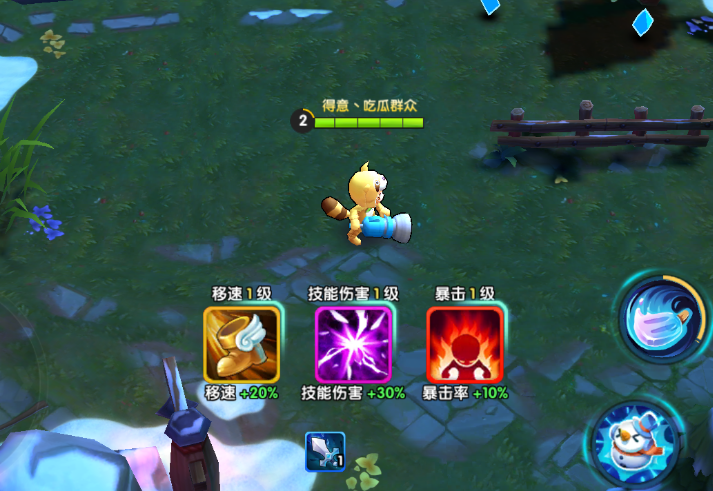 得意、吃瓜群众
2
移速1级
技能伤害1级
暴击1级
移速+20%
技能伤害+30%
暴击率+10%
1